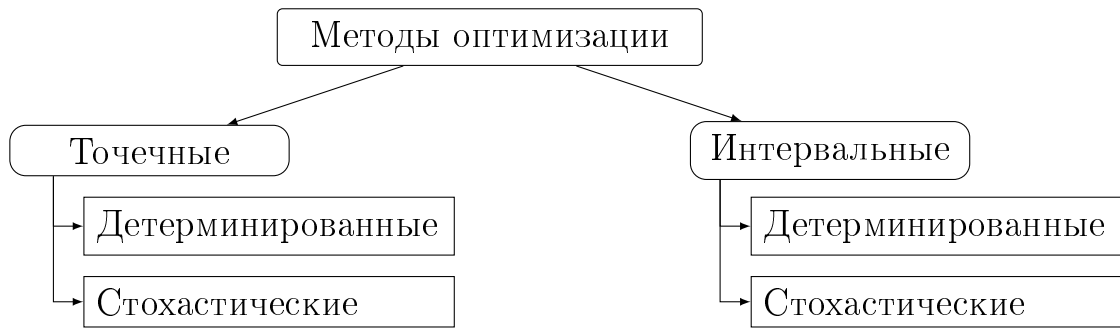 Методы оптимизации
Точечные
Интервальные
Детерминированные
Детерминированные
Стохастические
Стохастические